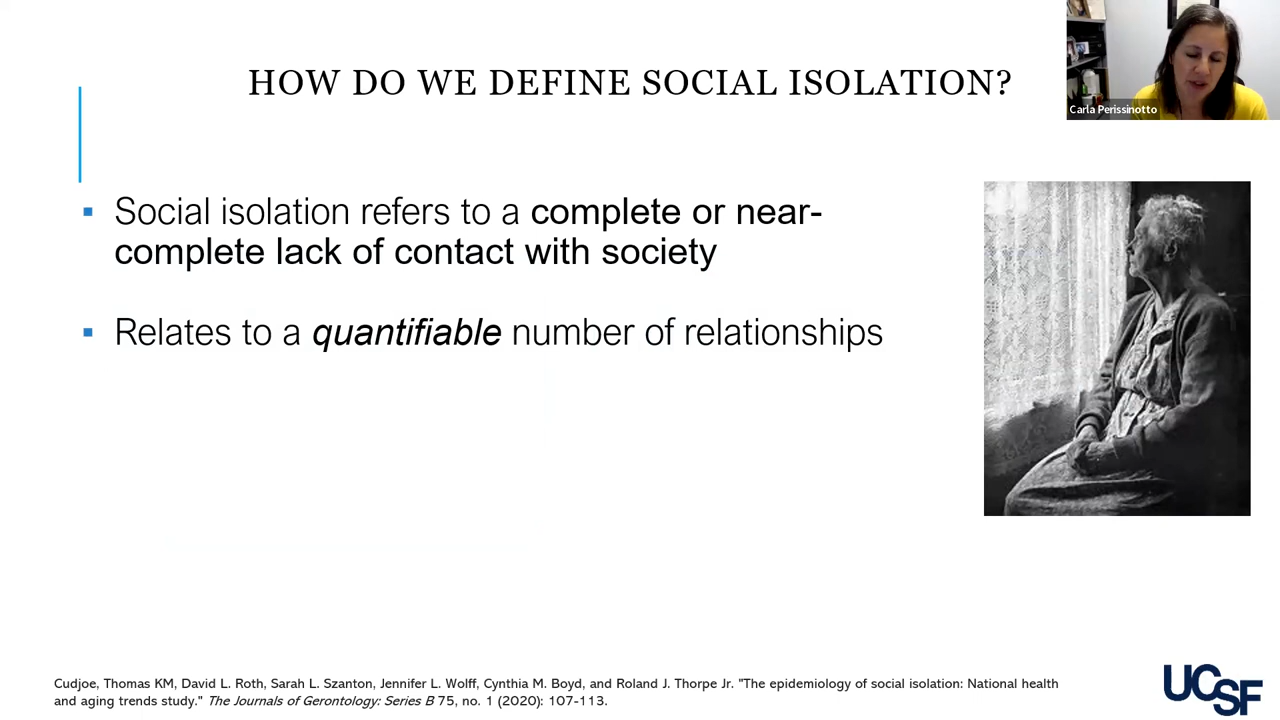 HOW DO WE DEFINE SOCIAL ISOLATION?
Carla Perissinotto
▪ Social isolation refers to a complete or near-
complete lack of contact with society
▪ Relates to a quantifiable number of relationships
Cudjoe, Thomas KM, David L. Roth, Sarah L. Szanton, Jennifer L. Wolff, Cynthia M. Boyd, and Roland J. Thorpe Jr. "The epidemiology of social isolation: National health
and aging trends study." The Journals of Gerontology: Series B 75, no. 1 (2020): 107-113.
UCSF